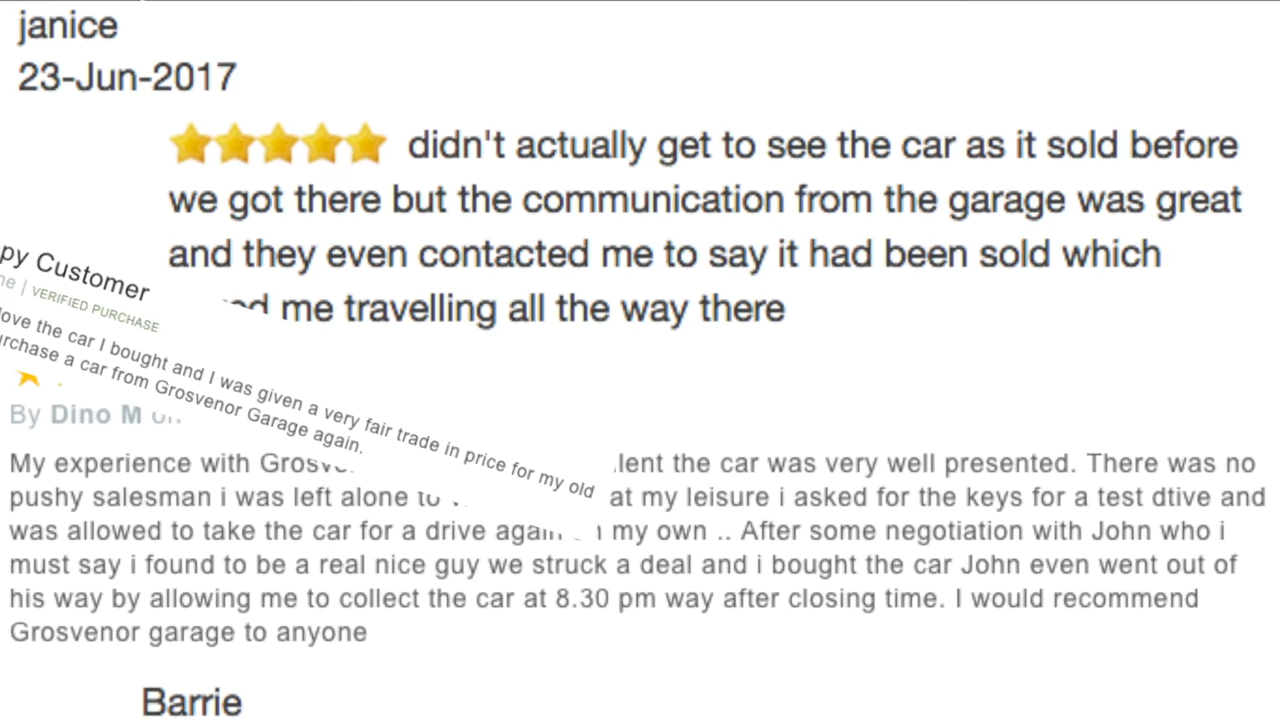 janice
23-Jun-2017
didn't actually get to see the car as it sold before
we got there but the communication from the garage was great
and they even contacted me to say it had been sold which
me travelling all the way there
Customer
| VERIFIED PURCHASE
love the car I bought and I was given a very fair trade in price for my old
purchase a car from Grosvenor Garage again.
By Dino M on
My experience with lent the car was very well presented. There was no
pushy salesman i was left alone to at my leisure i asked for the keys for a test dtive and
was allowed to take the car for a drive again my own .. After some negotiation with John who i
must say i found to be a real nice guy we struck a deal and i bought the car John even went out of
his way by allowing me to collect the car at 8.30 pm way after closing time. I would recommend
Grosvenor garage to anyone
Barrie